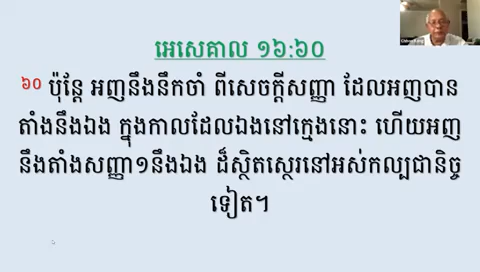 អេសេគាល ១៦:៦០
៦០ ប៉ុន្តែ អញនឹងនឹកចាំ ពីសេចក្ដីសញ្ញា ដែលអញបាន
តាំងនឹងឯង ក្នុងកាលដែលឯងនៅក្មេងនោះ ហើយអញ
នឹងតាំងសញ្ញា១នឹងឯង ដ៏ស្ថិតស្ថេរនៅអស់កល្បជានិច្ច
ទៀត។